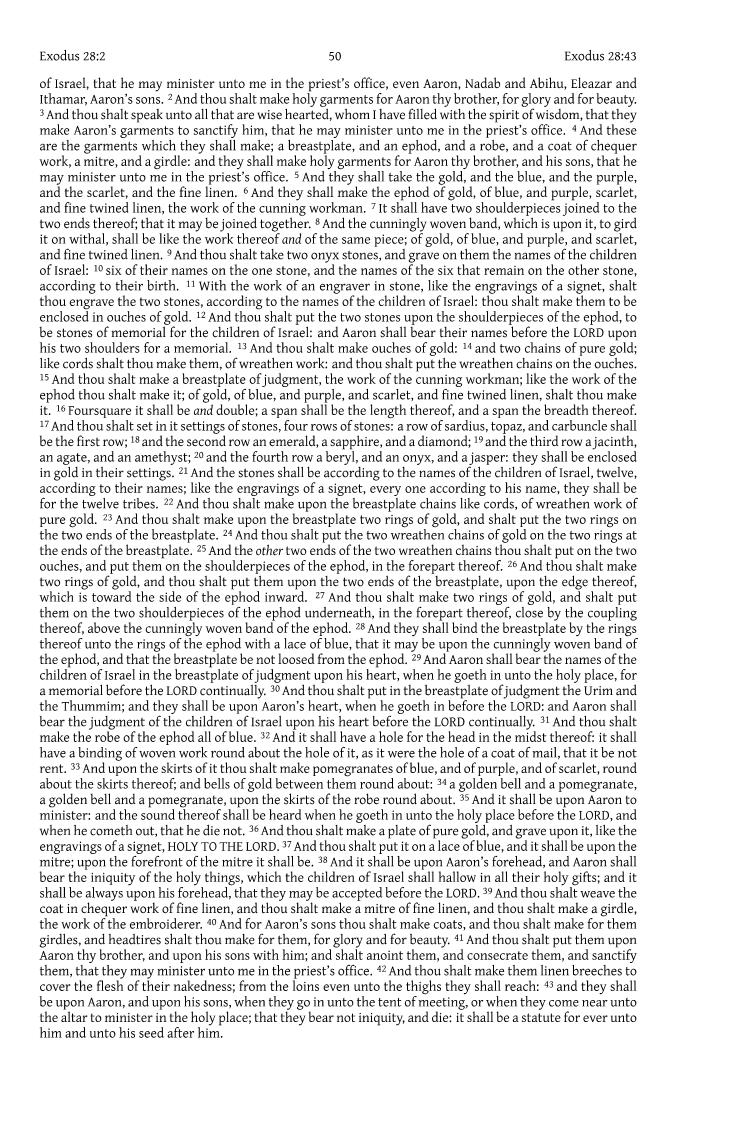 Exodus 28:2 50 Exodus 28:43
of Israel, that he may minister unto me in the priest’s office, even Aaron, Nadab and Abihu, Eleazar and
Ithamar, Aaron’s sons. 2 And thou shalt make holy garments for Aaron thy brother, for glory and for beauty.
3 And thou shalt speak unto all that are wise hearted, whom I have filled with the spirit of wisdom, that they
make Aaron’s garments to sanctify him, that he may minister unto me in the priest’s office. 4 And these
are the garments which they shall make; a breastplate, and an ephod, and a robe, and a coat of chequer
work, a mitre, and a girdle: and they shall make holy garments for Aaron thy brother, and his sons, that he
may minister unto me in the priest’s office. 5 And they shall take the gold, and the blue, and the purple,
and the scarlet, and the fine linen. 6 And they shall make the ephod of gold, of blue, and purple, scarlet,
and fine twined linen, the work of the cunning workman. 7 It shall have two shoulderpieces joined to the
two ends thereof; that it may be joined together. 8 And the cunningly woven band, which is upon it, to gird
it on withal, shall be like the work thereof and of the same piece; of gold, of blue, and purple, and scarlet,
and fine twined linen. 9 And thou shalt take two onyx stones, and grave on them the names of the children
of Israel: 10 six of their names on the one stone, and the names of the six that remain on the other stone,
according to their birth. 11 With the work of an engraver in stone, like the engravings of a signet, shalt
thou engrave the two stones, according to the names of the children of Israel: thou shalt make them to be
enclosed in ouches of gold. 12 And thou shalt put the two stones upon the shoulderpieces of the ephod, to
be stones of memorial for the children of Israel: and Aaron shall bear their names before the LORD upon
his two shoulders for a memorial. 13 And thou shalt make ouches of gold: 14 and two chains of pure gold;
like cords shalt thou make them, of wreathen work: and thou shalt put the wreathen chains on the ouches.
15 And thou shalt make a breastplate of judgment, the work of the cunning workman; like the work of the
ephod thou shalt make it; of gold, of blue, and purple, and scarlet, and fine twined linen, shalt thou make
it. 16 Foursquare it shall be and double; a span shall be the length thereof, and a span the breadth thereof.
17 And thou shalt set in it settings of stones, four rows of stones: a row of sardius, topaz, and carbuncle shall
be the first row; 18 and the second row an emerald, a sapphire, and a diamond; 19 and the third row a jacinth,
an agate, and an amethyst; 20 and the fourth row a beryl, and an onyx, and a jasper: they shall be enclosed
in gold in their settings. 21 And the stones shall be according to the names of the children of Israel, twelve,
according to their names; like the engravings of a signet, every one according to his name, they shall be
for the twelve tribes. 22 And thou shalt make upon the breastplate chains like cords, of wreathen work of
pure gold. 23 And thou shalt make upon the breastplate two rings of gold, and shalt put the two rings on
the two ends of the breastplate. 24 And thou shalt put the two wreathen chains of gold on the two rings at
the ends of the breastplate. 25 And the other two ends of the two wreathen chains thou shalt put on the two
ouches, and put them on the shoulderpieces of the ephod, in the forepart thereof. 26 And thou shalt make
two rings of gold, and thou shalt put them upon the two ends of the breastplate, upon the edge thereof,
which is toward the side of the ephod inward. 27 And thou shalt make two rings of gold, and shalt put
them on the two shoulderpieces of the ephod underneath, in the forepart thereof, close by the coupling
thereof, above the cunningly woven band of the ephod. 28 And they shall bind the breastplate by the rings
thereof unto the rings of the ephod with a lace of blue, that it may be upon the cunningly woven band of
the ephod, and that the breastplate be not loosed from the ephod. 29 And Aaron shall bear the names of the
children of Israel in the breastplate of judgment upon his heart, when he goeth in unto the holy place, for
a memorial before the LORD continually. 30 And thou shalt put in the breastplate of judgment the Urim and
the Thummim; and they shall be upon Aaron’s heart, when he goeth in before the LORD: and Aaron shall
bear the judgment of the children of Israel upon his heart before the LORD continually. 31 And thou shalt
make the robe of the ephod all of blue. 32 And it shall have a hole for the head in the midst thereof: it shall
have a binding of woven work round about the hole of it, as it were the hole of a coat of mail, that it be not
rent. 33 And upon the skirts of it thou shalt make pomegranates of blue, and of purple, and of scarlet, round
about the skirts thereof; and bells of gold between them round about: 34 a golden bell and a pomegranate,
a golden bell and a pomegranate, upon the skirts of the robe round about. 35 And it shall be upon Aaron to
minister: and the sound thereof shall be heard when he goeth in unto the holy place before the LORD, and
when he cometh out, that he die not. 36 And thou shalt make a plate of pure gold, and grave upon it, like the
engravings of a signet, HOLY TO THE LORD. 37 And thou shalt put it on a lace of blue, and it shall be upon the
mitre; upon the forefront of the mitre it shall be. 38 And it shall be upon Aaron’s forehead, and Aaron shall
bear the iniquity of the holy things, which the children of Israel shall hallow in all their holy gifts; and it
shall be always upon his forehead, that they may be accepted before the LORD. 39 And thou shalt weave the
coat in chequer work of fine linen, and thou shalt make a mitre of fine linen, and thou shalt make a girdle,
the work of the embroiderer. 40 And for Aaron’s sons thou shalt make coats, and thou shalt make for them
girdles, and headtires shalt thou make for them, for glory and for beauty. 41 And thou shalt put them upon
Aaron thy brother, and upon his sons with him; and shalt anoint them, and consecrate them, and sanctify
them, that they may minister unto me in the priest’s office. 42 And thou shalt make them linen breeches to
cover the flesh of their nakedness; from the loins even unto the thighs they shall reach: 43 and they shall
be upon Aaron, and upon his sons, when they go in unto the tent of meeting, or when they come near unto
the altar to minister in the holy place; that they bear not iniquity, and die: it shall be a statute for ever unto
him and unto his seed after him.